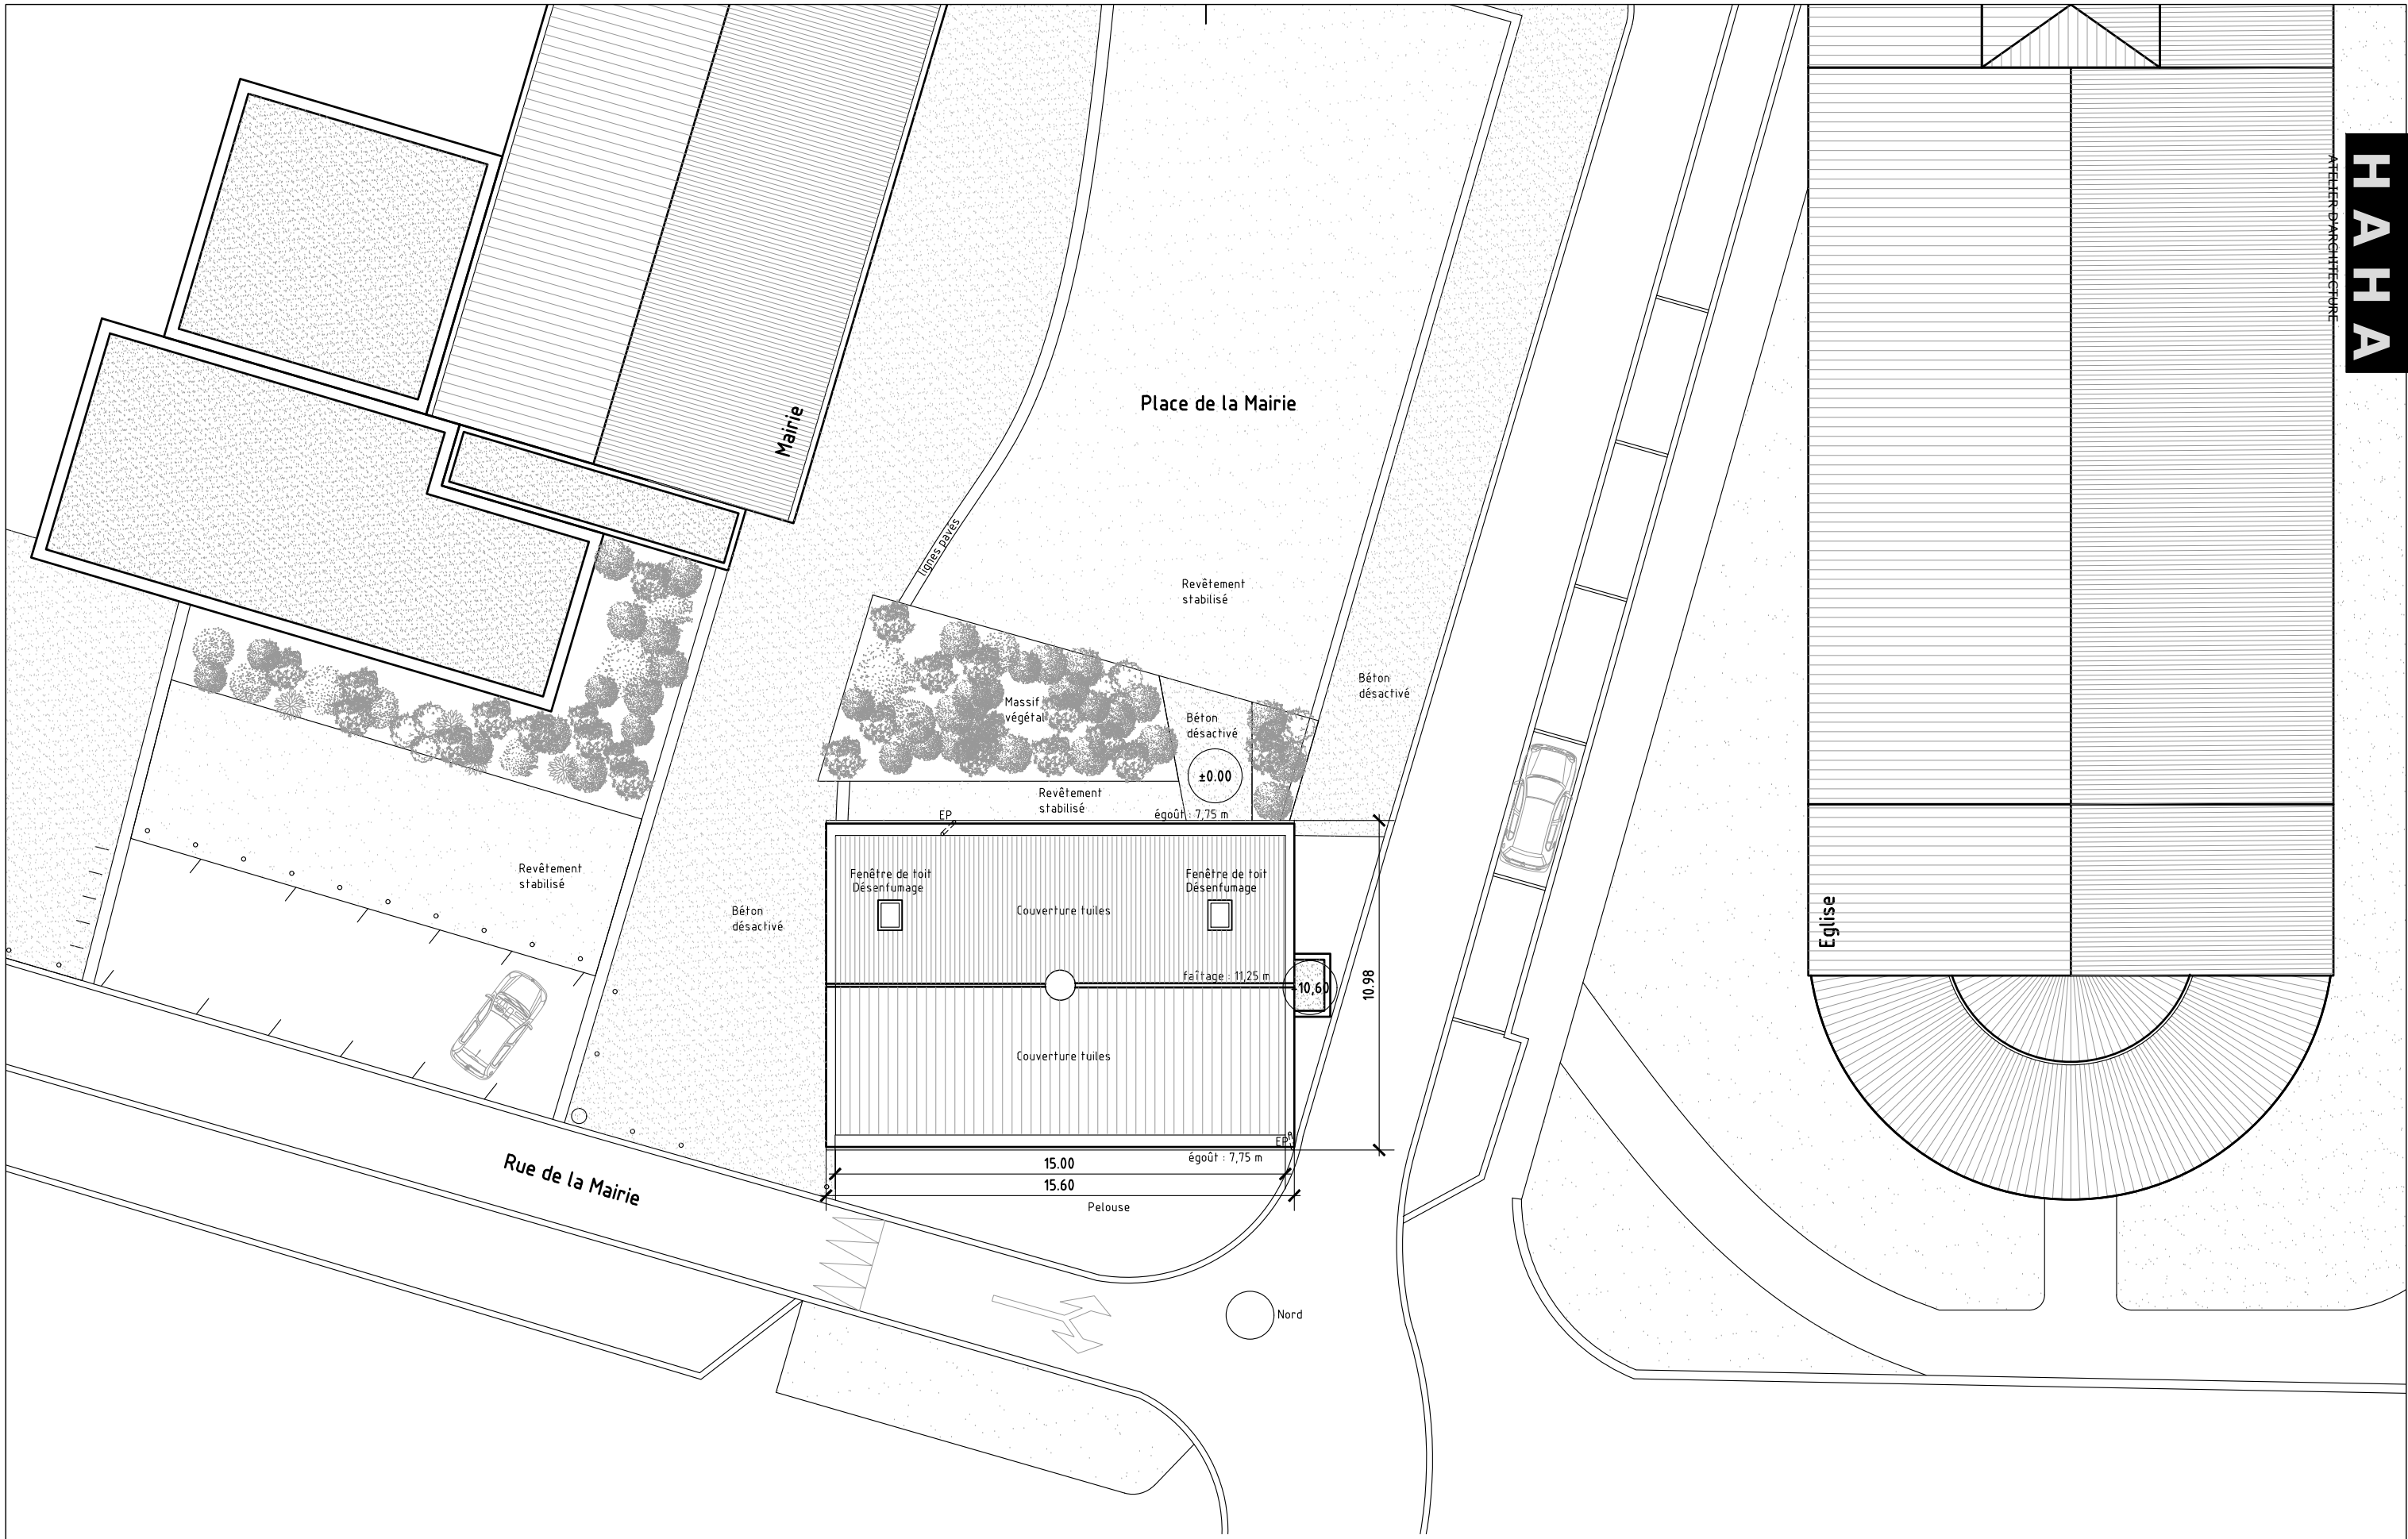 HAHA
ATELIER D'ARCHITECTURE
Place de la Mairie
Mairie
lignes pavés
Revêtement
stabilisé
Béton
désactivé
Massif
végétal
Béton
désactivé
±0.00
Revêtement
stabilisé
EP
égoût : 7,75 m
Revêtement
stabilisé
Béton
désactivé
Fenêtre de toit
Désenfumage
Fenêtre de toit
Désenfumage
Couverture tuiles
faîtage : 11,25 m
10,60
10.98
Couverture tuiles
EP
égoût : 7,75 m
15.00
15.60
Pelouse
Rue de la Mairie
Nord
Eglise